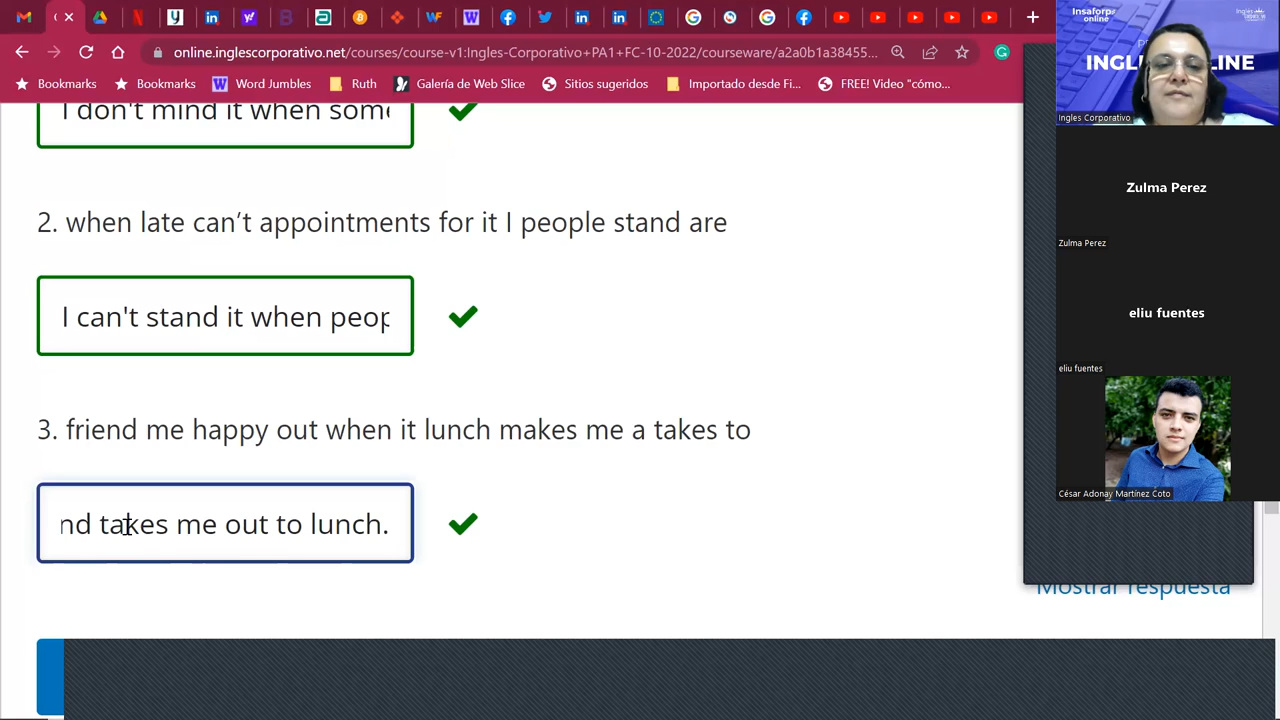 online.inglescorporativo.net/courses/course-v1:Ingles-Corporativo+PA1+FC-10-2022/courseware/a2a0b1a38455...
Bookmarks
Bookmarks
Word Jumbles
Ruth
Galería de Web Slice
Sitios sugeridos
Importado desde Fi...
FREE! Video "cómo...
I don't mind it when som
2. when late can’t appointments for it I people stand are
I can't stand it when peop
3. friend me happy out when it lunch makes me a takes to
nd takes me out to lunch.
Mostrar respuesta
Insaforp
online
Inglés
INGL
LINE
Ingles Corporativo
Zulma Perez
Zulma Perez
eliu fuentes
eliu fuentes
César Adonay Martínez Coto